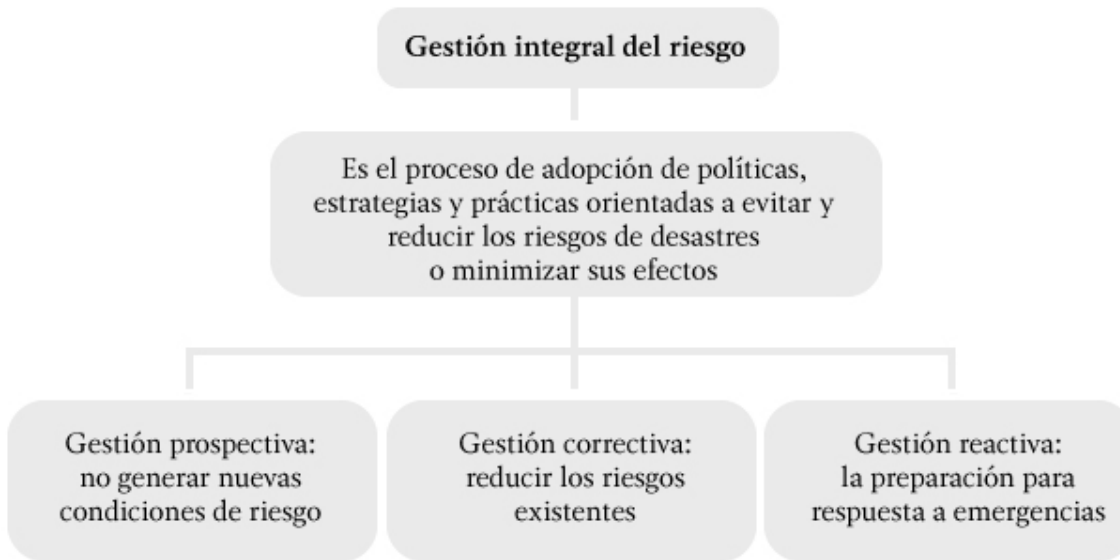 Gestión integral del riesgo
Es el proceso de adopción de políticas,
estrategias y prácticas orientadas a evitar y
reducir los riesgos de desastres
o minimizar sus efectos
Gestión prospectiva:
no generar nuevas
condiciones de riesgo
Gestión correctiva:
reducir los riesgos
existentes
Gestión reactiva:
la preparación para
respuesta a emergencias